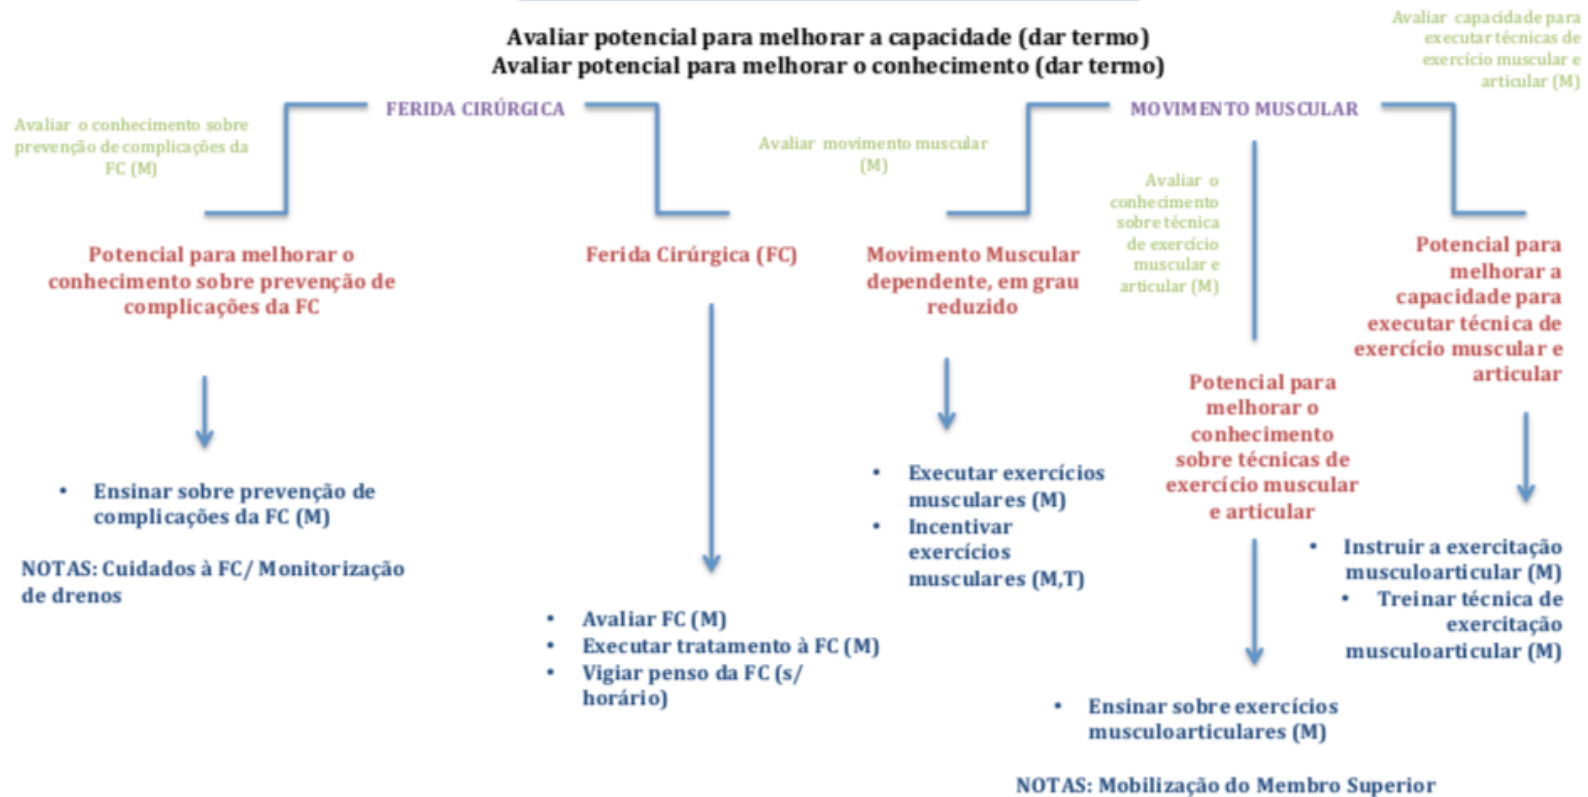 Avaliar potencial para melhorar a capacidade (dar termo)
Avaliar potencial para melhorar o conhecimento (dar termo)
FERIDA CIRÚRGICA
Avaliar o conhecimento sobre
prevenção de complicações da
FC (M)
Potencial para melhorar o
conhecimento sobre prevenção de
complicações da FC
• Ensinar sobre prevenção de
complicações da FC (M)
NOTAS: Cuidados à FC/ Monitorização
de drenos
Ferida Cirúrgica (FC)
• Avaliar FC (M)
• Executar tratamento à FC (M)
• Vigiar penso da FC (s/
horário)
MOVIMENTO MUSCULAR
Avaliar movimento muscular
(M)
Movimento Muscular
dependente, em grau
reduzido
• Executar exercícios
musculares (M)
• Incentivar
exercícios
musculares (M,T)
Avaliar o
conhecimento
sobre técnica
de exercício
muscular e
articular (M)
Potencial para
melhorar o
conhecimento
sobre técnicas de
exercício muscular
e articular
• Ensinar sobre exercícios
musculoarticulares (M)
NOTAS: Mobilização do Membro Superior
Avaliar capacidade para
executar técnicas de
exercício muscular e
articular (M)
Potencial para
melhorar a
capacidade para
executar técnica de
exercício muscular e
articular
• Instruir a exercitação
musculoarticular (M)
• Treinar técnica de
exercitação
musculoarticular (M)